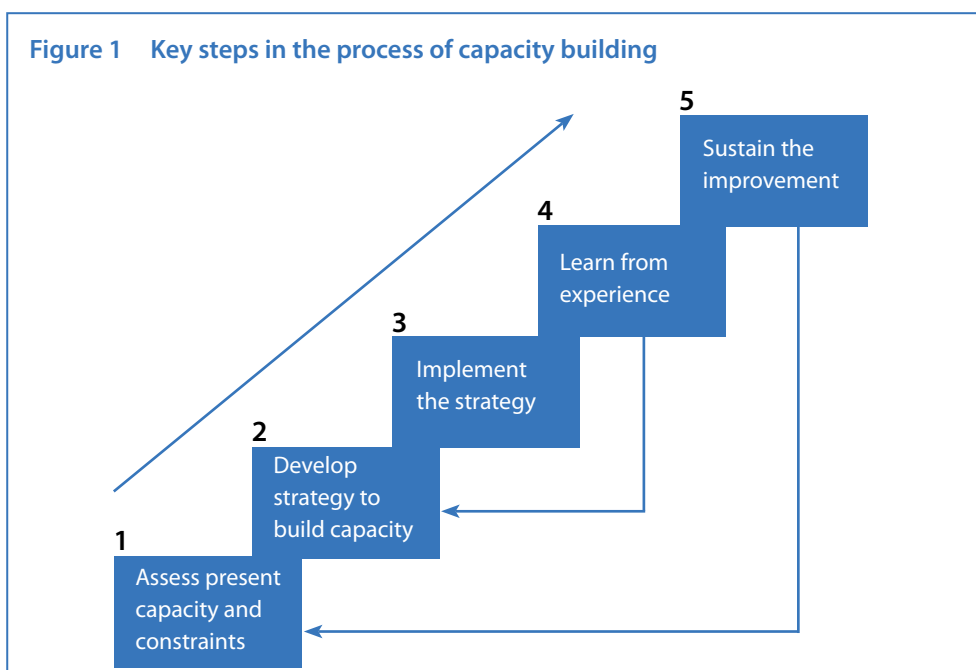 Figure 1 Key steps in the process of capacity building
5
Sustain the
improvement
4
Learn from
experience
3
Implement
the strategy
2
Develop
strategy to
build capacity
1
Assess present
capacity and
constraints